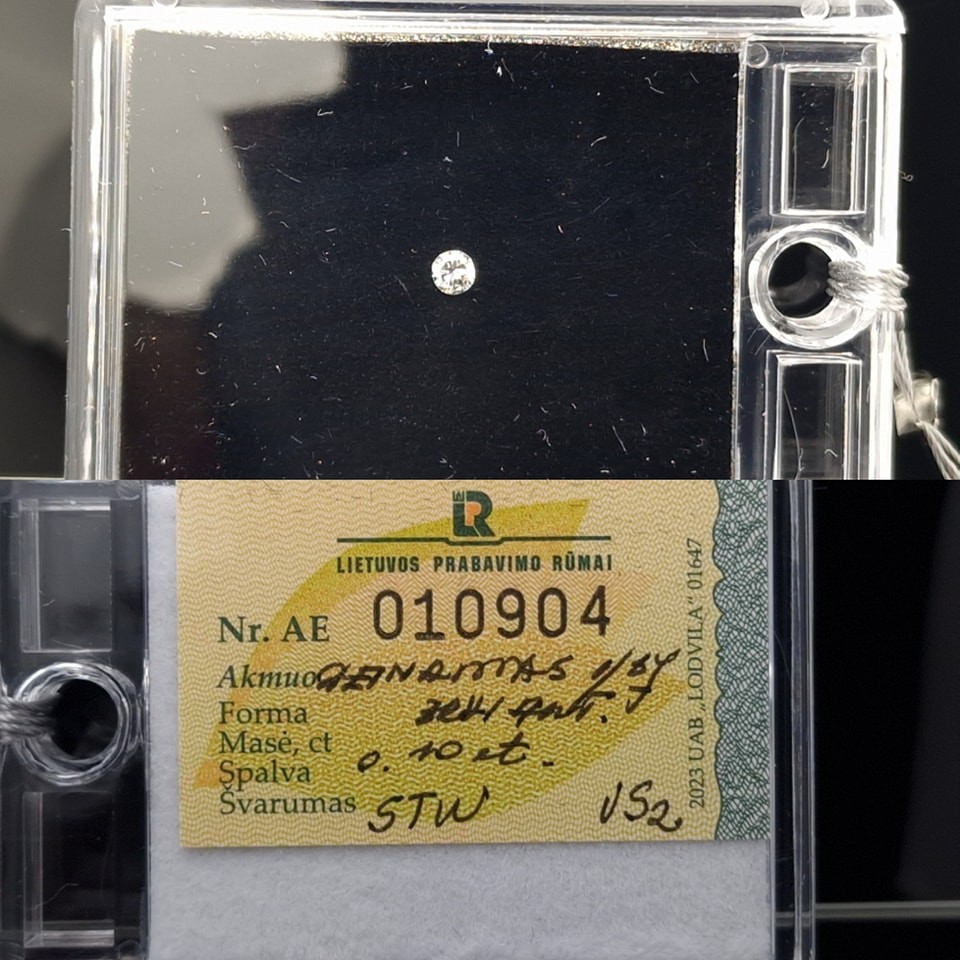 LIETUVOS PRABAVIMO RŪMAI
Nr. AE 010904
Akmuo
Forma
Masė, ct 0.10 ct.
Spalva
Švarumas STW VS2
2023 UAB „LODVILA“ 01647